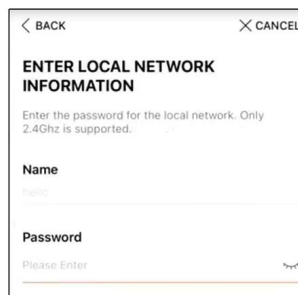 BACK
CANCEL
ENTER LOCAL NETWORK
INFORMATION
Enter the password for the local network. Only
2.4Ghz is supported.
Name
hello
Password
Please Enter